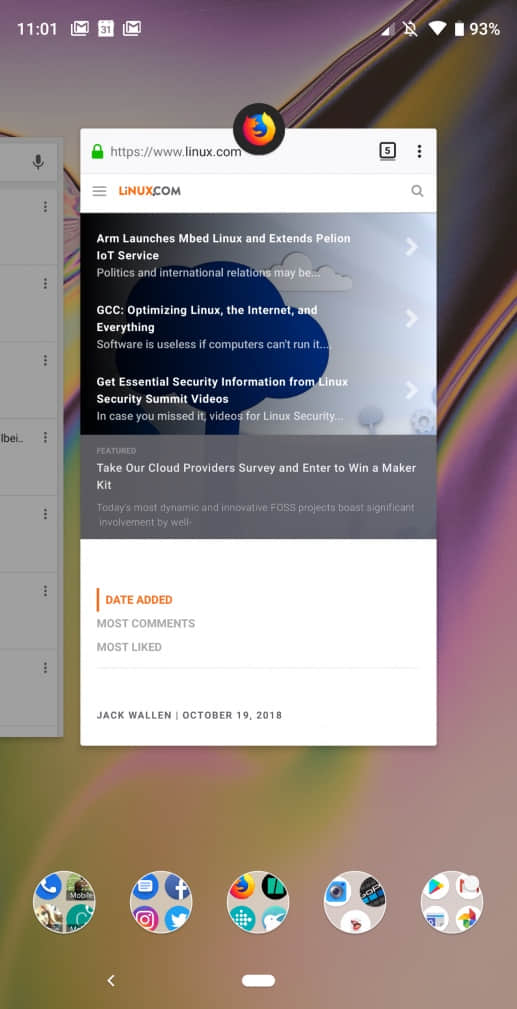 11:01
31
93%
https://www.linux.com
5
LiNUX.COM
Arm Launches Mbed Linux and Extends Pelion
IoT Service
Politics and international relations may be...
GCC: Optimizing Linux, the Internet, and
Everything
Software is useless if computers can't run it...
Get Essential Security Information from Linux
Security Summit Videos
In case you missed it, videos for Linux Security...
lbei..
FEATURED
Take Our Cloud Providers Survey and Enter to Win a Maker
Kit
Today's most dynamic and innovative FOSS projects boast significant
involvement by well-
DATE ADDED
MOST COMMENTS
MOST LIKED
JACK WALLEN | OCTOBER 19, 2018
Mobile